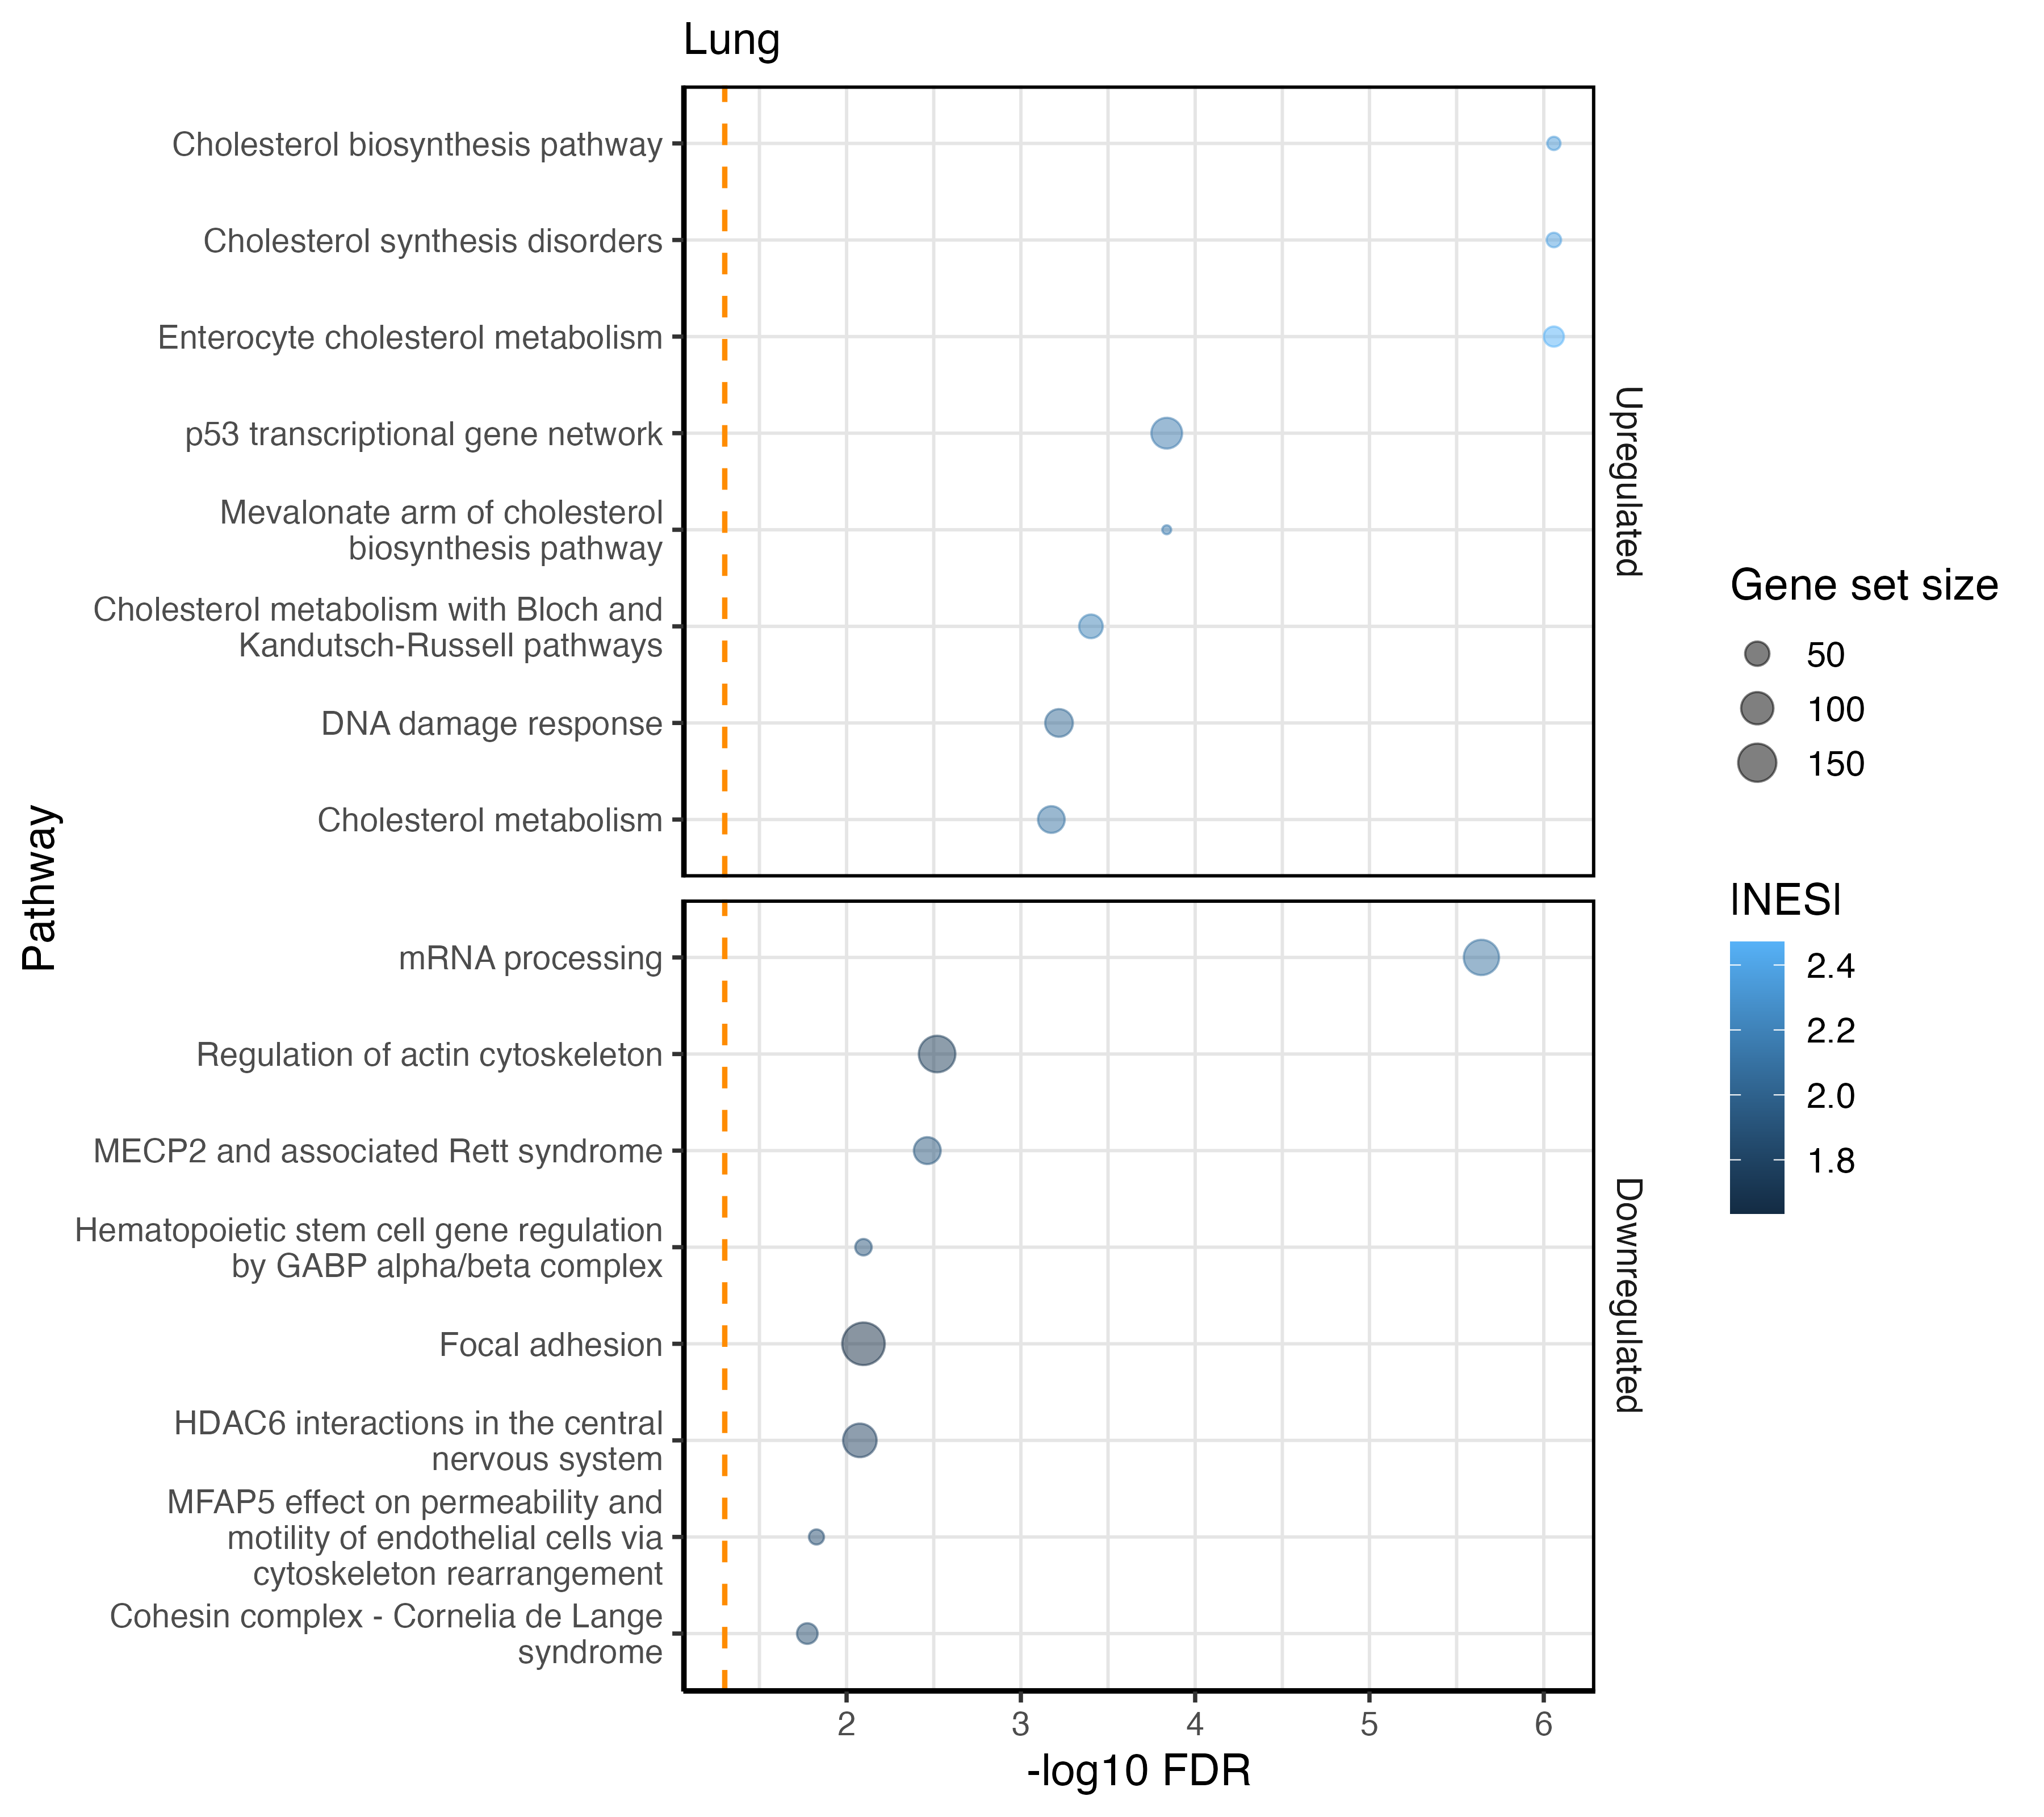 Lung
Cholesterol biosynthesis pathway
Cholesterol synthesis disorders
Enterocyte cholesterol metabolism
p53 transcriptional gene network
Mevalonate arm of cholesterol
biosynthesis pathway
Cholesterol metabolism with Bloch and
Kandutsch-Russell pathways
DNA damage response
Cholesterol metabolism
Upregulated
mRNA processing
Regulation of actin cytoskeleton
MECP2 and associated Rett syndrome
Hematopoietic stem cell gene regulation
by GABP alpha/beta complex
Focal adhesion
HDAC6 interactions in the central
nervous system
MFAP5 effect on permeability and
motility of endothelial cells via
cytoskeleton rearrangement
Cohesin complex - Cornelia de Lange
syndrome
Downregulated
Pathway
2 3 4 5 6
-log10 FDR
Gene set size
50
100
150
|NES|
2.4
2.2
2.0
1.8